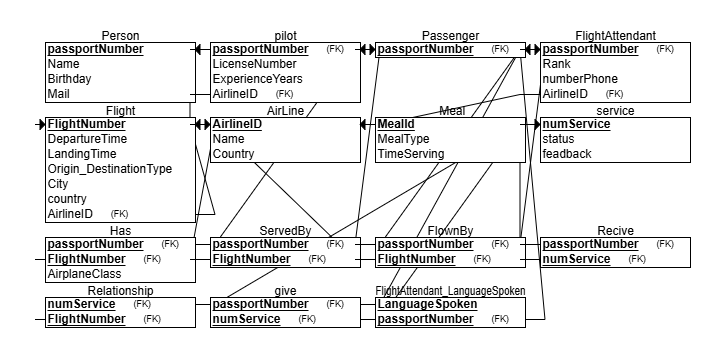 Person
passportNumber
Name
Birthday
Mail
pilot
passportNumber (FK)
LicenseNumber
ExperienceYears
AirlineID (FK)
Passenger
passportNumber (FK)
FlightAttendant
passportNumber (FK)
Rank
numberPhone
AirlineID (FK)
Flight
FlightNumber
DepartureTime
LandingTime
Origin_DestinationType
City
country
AirlineID (FK)
AirLine
AirlineID
Name
Country
Meal
MealId
MealType
TimeServing
service
numService
status
feadback
Has
passportNumber (FK)
FlightNumber (FK)
AirplaneClass
ServedBy
passportNumber (FK)
FlightNumber (FK)
FlownBy
passportNumber (FK)
FlightNumber (FK)
Recive
passportNumber (FK)
numService (FK)
Relationship
numService (FK)
FlightNumber (FK)
give
passportNumber (FK)
numService (FK)
FlightAttendant_LanguageSpoken
LanguageSpoken
passportNumber (FK)